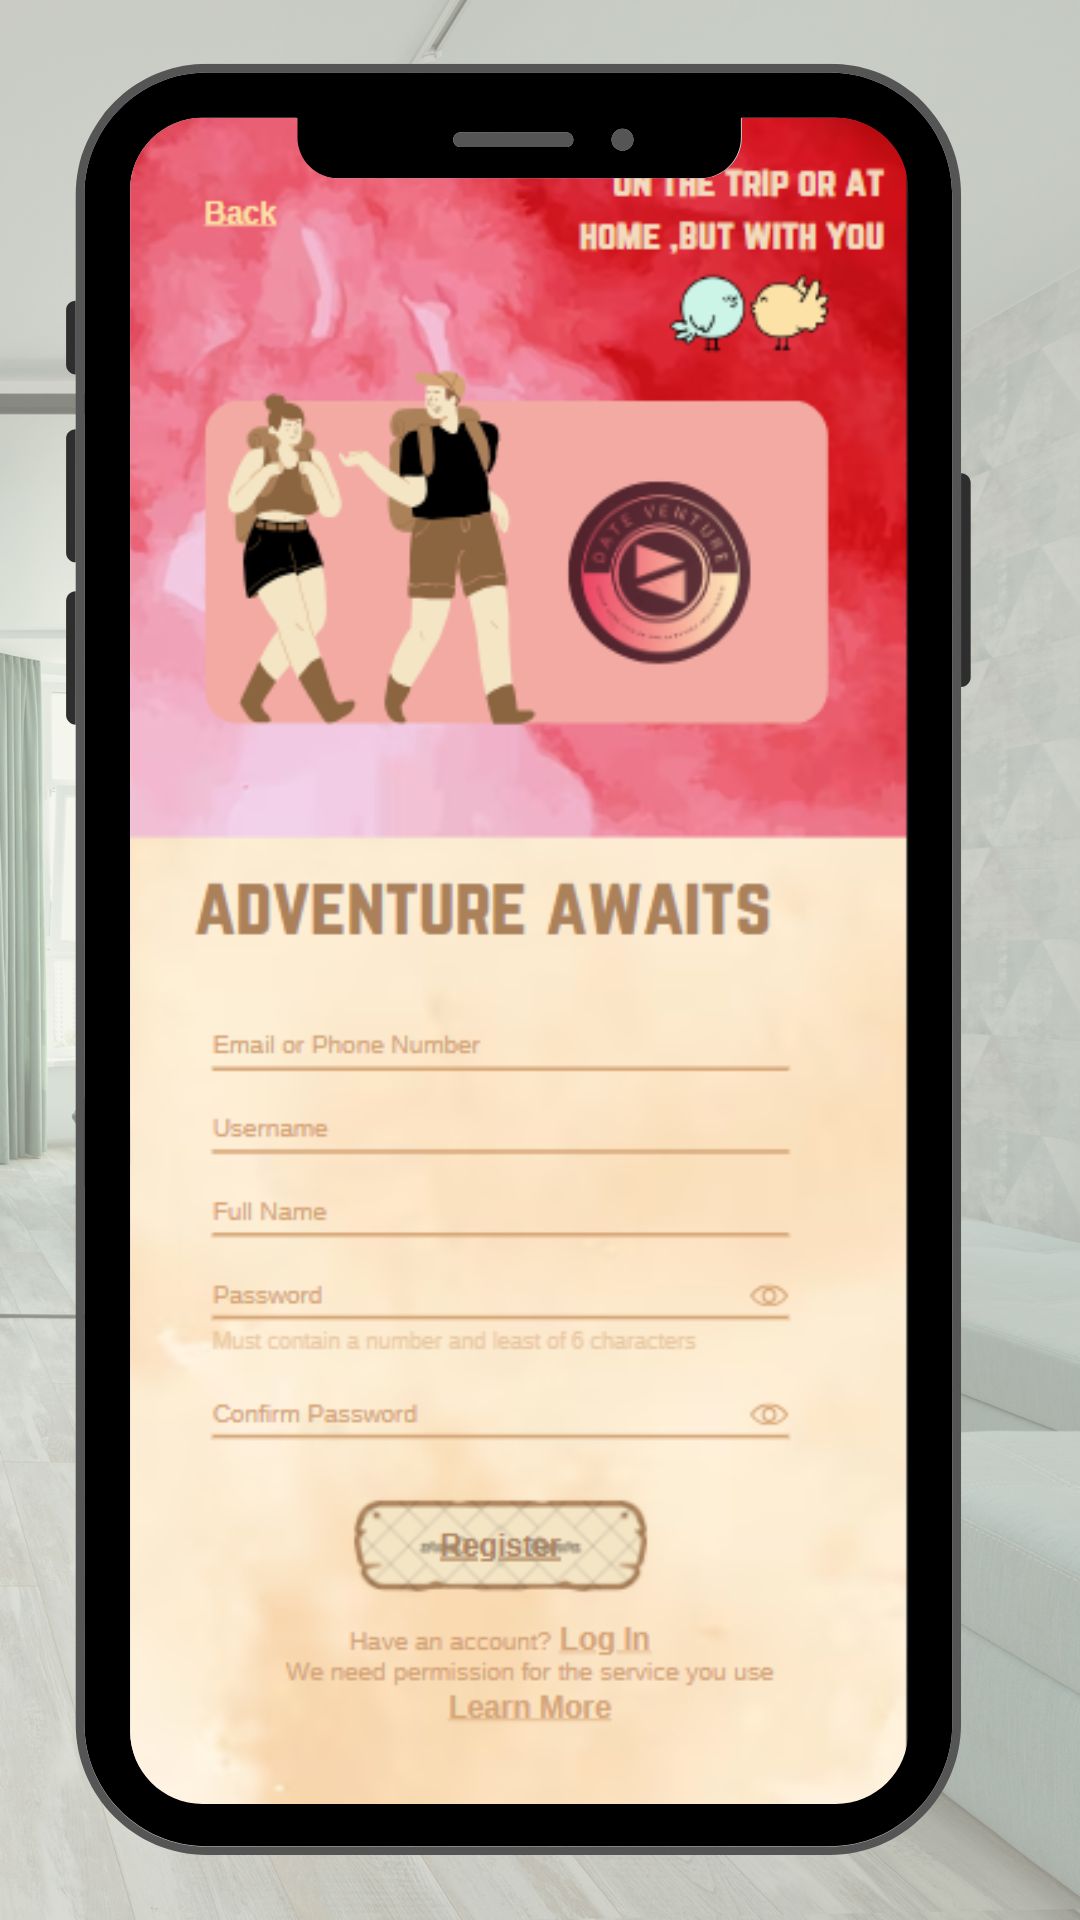 Back
ON THE TRIP OR AT
HOME ,BUT WITH YOU
DATE VENTURE
ADVENTURE AWAITS
Email or Phone Number
Username
Full Name
Password
Must contain a number and least of 6 characters
Confirm Password
Register
Have an account? Log In
We need permission for the service you use
Learn More